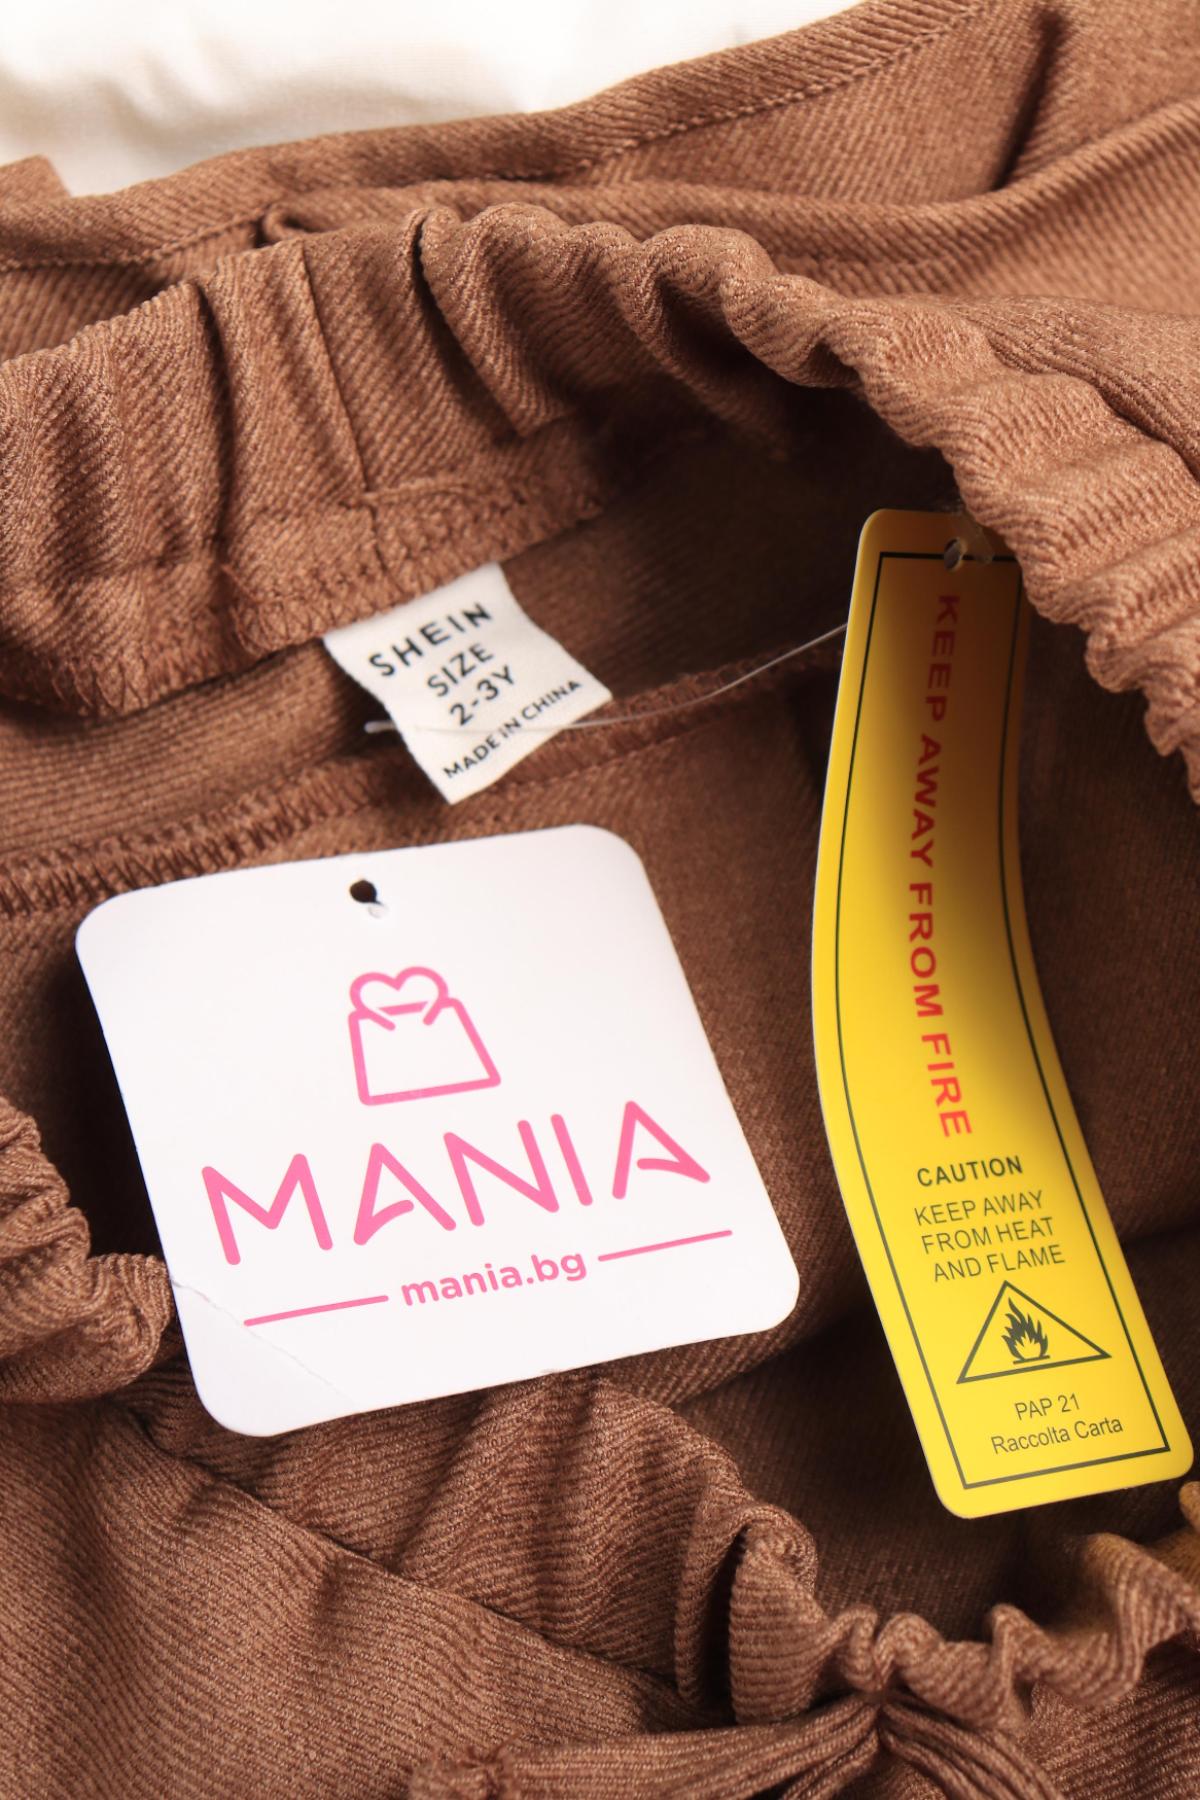 SHEIN
SIZE
2-3Y
MADE IN CHINA
MANIA
mania.bg
KEEP AWAY FROM FIRE
CAUTION
KEEP AWAY
FROM HEAT
AND FLAME
PAP 21
Raccolta Carta